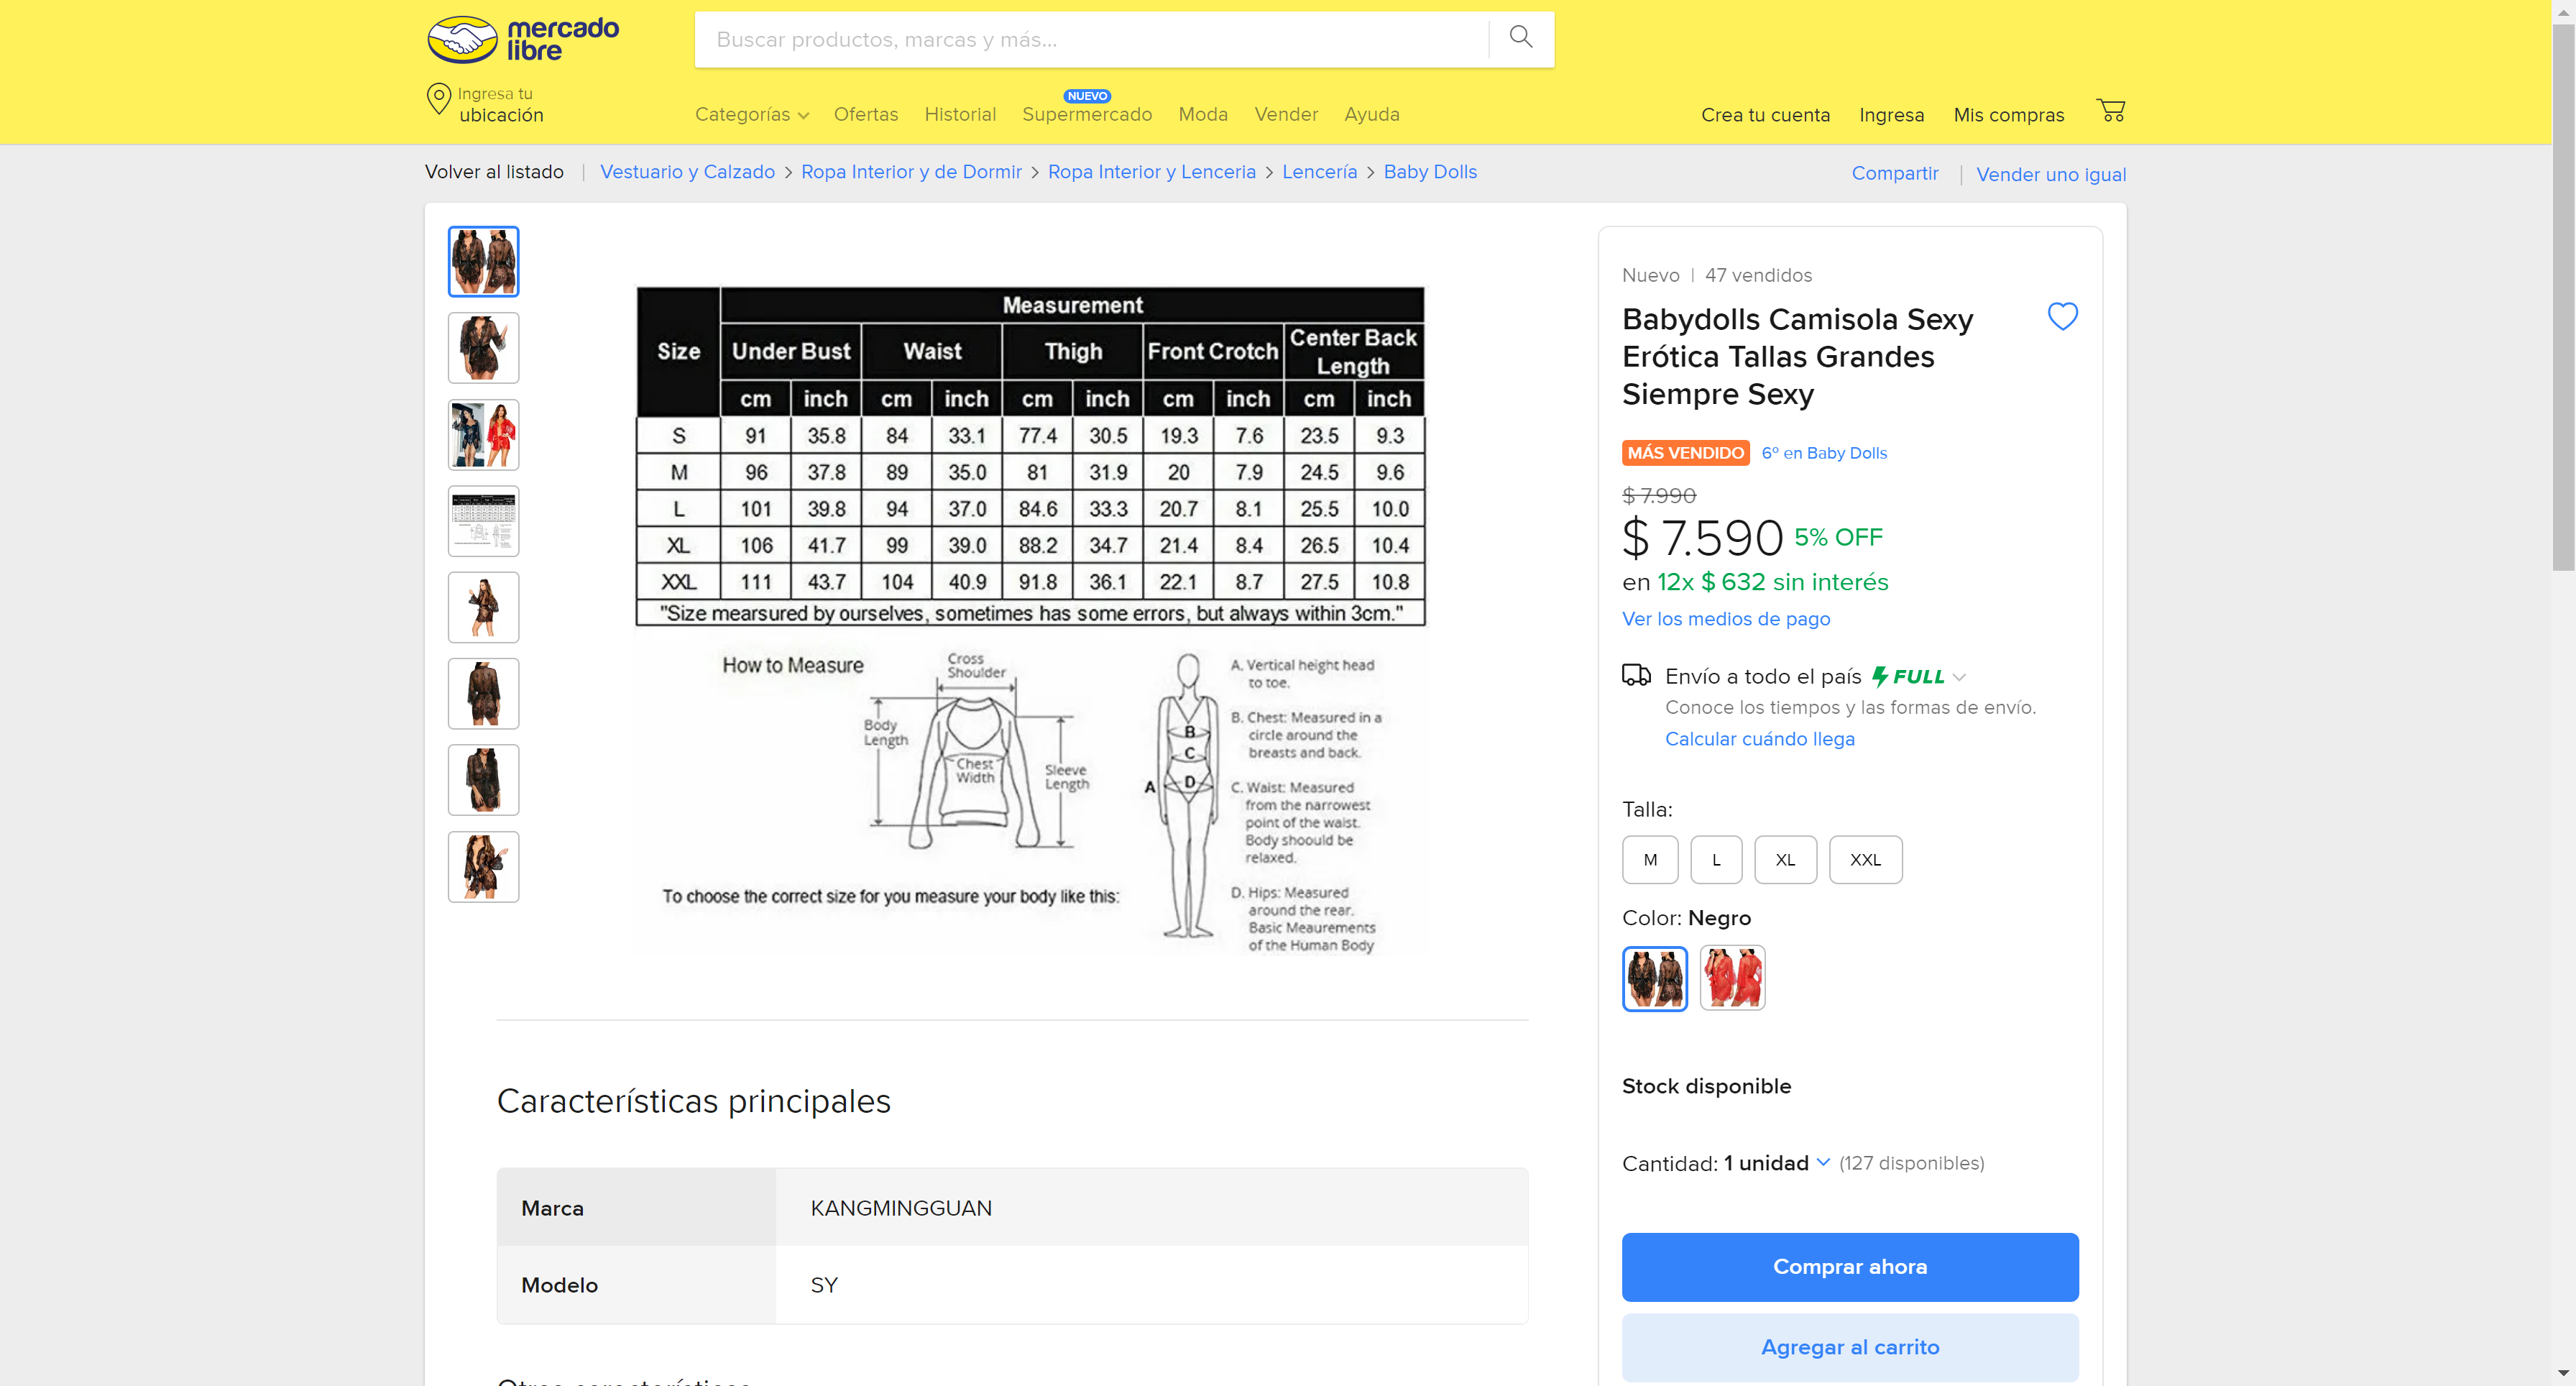 mercado
libre
Buscar productos, marcas y más...
Ingresa tu
ubicación
Categorías
Ofertas
Historial
NUEVO
Supermercado
Moda
Vender
Ayuda
Crea tu cuenta
Ingresa
Mis compras
Volver al listado | Vestuario y Calzado > Ropa Interior y de Dormir > Ropa Interior y Lenceria > Lencería > Baby Dolls
Compartir | Vender uno igual
Measurement
Size Under Bust Waist Thigh Front Crotch Center Back Length
cm inch cm inch cm inch cm inch cm inch
S 91 35.8 84 33.1 77.4 30.5 19.3 7.6 23.5 9.3
M 96 37.8 89 35.0 81 31.9 20 7.9 24.5 9.6
L 101 39.8 94 37.0 84.6 33.3 20.7 8.1 25.5 10.0
XL 106 41.7 99 39.0 88.2 34.7 21.4 8.4 26.5 10.4
XXL 111 43.7 104 40.9 91.8 36.1 22.1 8.7 27.5 10.8
"Size mearsured by ourselves, sometimes has some errors, but always within 3cm."
How to Measure
Cross
Shoulder
Body
Length
Chest
Width
Sleeve
Length
To choose the correct size for you measure your body like this:
A
B
C
D
A. Vertical height head
to toe.
B. Chest: Measured in a
circle around the
breasts and back.
C. Waist: Measured
from the narrowest
point of the waist.
Body shoould be
relaxed.
D. Hips: Measured
around the rear.
Basic Meaurements
of the Human Body
Características principales
Marca KANGMINGGUAN
Modelo SY
Nuevo | 47 vendidos
Babydolls Camisola Sexy
Erótica Tallas Grandes
Siempre Sexy
MÁS VENDIDO 6º en Baby Dolls
$ 7.990
$ 7.590 5% OFF
en 12x $ 632 sin interés
Ver los medios de pago
Envío a todo el país FULL
Conoce los tiempos y las formas de envío.
Calcular cuándo llega
Talla:
M L XL XXL
Color: Negro
Stock disponible
Cantidad: 1 unidad (127 disponibles)
Comprar ahora
Agregar al carrito